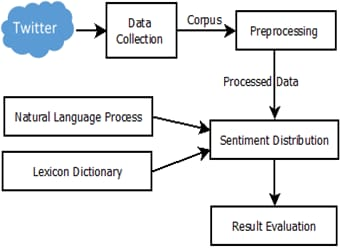 Twitter
Data
Collection
Corpus
Preprocessing
Processed Data
Natural Language Process
Sentiment Distribution
Lexicon Dictionary
Result Evaluation